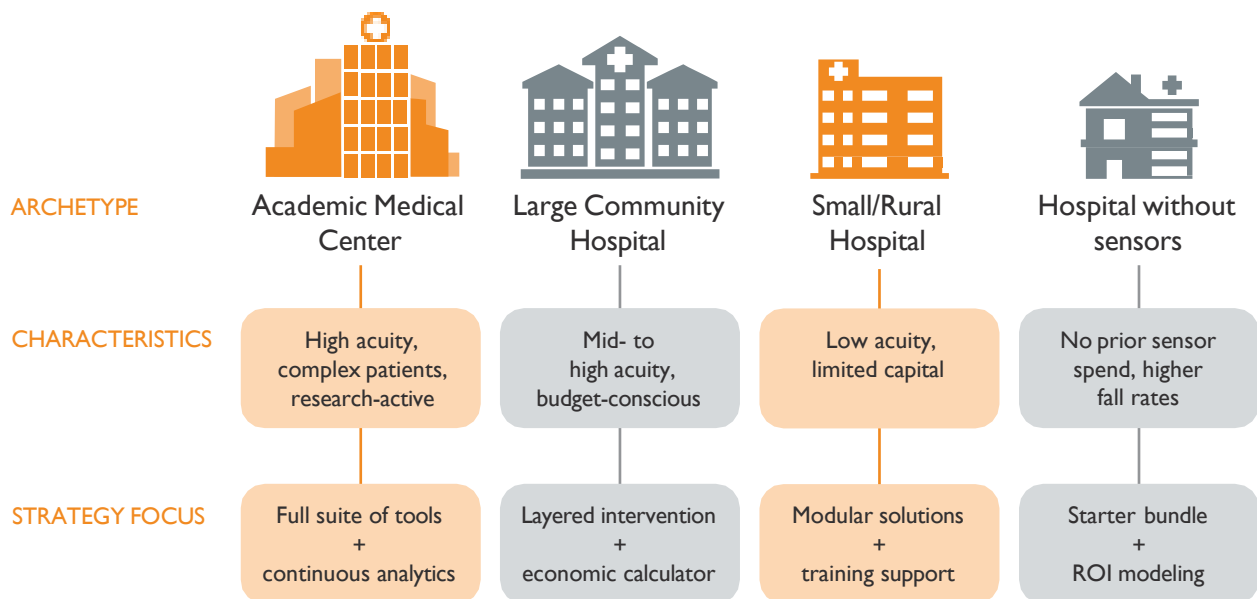 ARCHETYPE
Academic Medical
Center
Large Community
Hospital
Small/Rural
Hospital
Hospital without
sensors
CHARACTERISTICS
High acuity,
complex patients,
research-active
Mid- to
high acuity,
budget-conscious
Low acuity,
limited capital
No prior sensor
spend, higher
fall rates
STRATEGY FOCUS
Full suite of tools
+
continuous analytics
Layered intervention
+
economic calculator
Modular solutions
+
training support
Starter bundle
+
ROI modeling